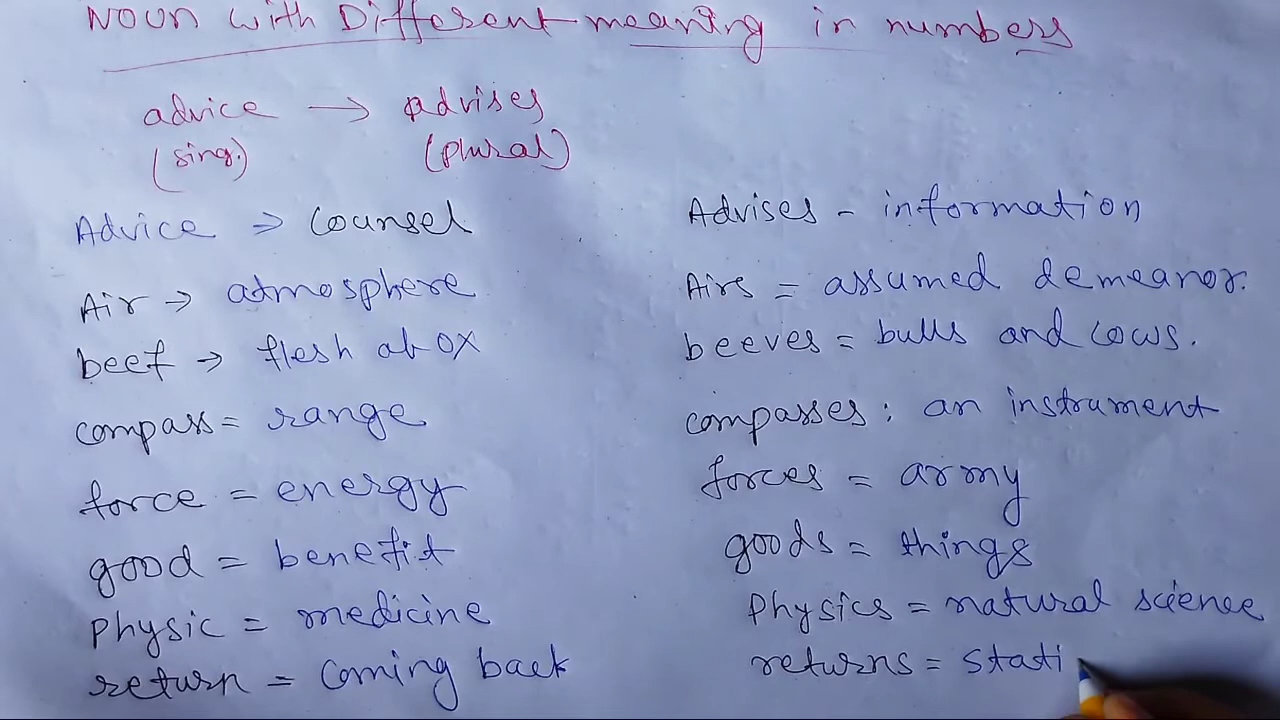 Noun with Different meaning in numbers
advice → advises
(sing.) (plural)
Advice ⇒ Counsel Advises - information
Air → atmosphere Airs = assumed demeanor.
beef → flesh of ox beeves = bulls and cows.
compass = range compasses: an instrument
force = energy forces = army
good = benefit goods = things
Physic = medicine Physics = natural science
return = Coming back returns = stati